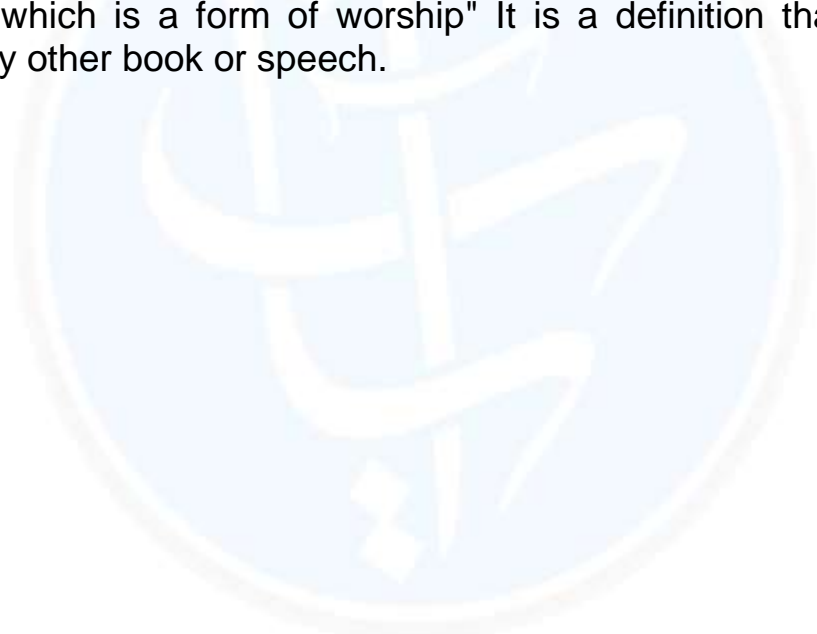 which is a form of worship" It is a definition tha
y other book or speech.